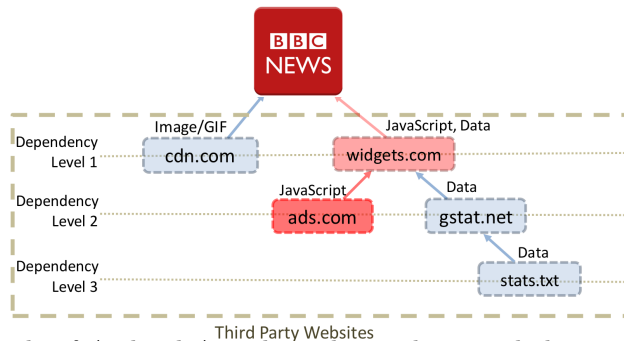 BBC
NEWS
Image/GIF
JavaScript, Data
Dependency
Level 1
cdn.com
widgets.com
JavaScript
Data
Dependency
Level 2
ads.com
gstat.net
Data
Dependency
Level 3
stats.txt
Third Party Websites